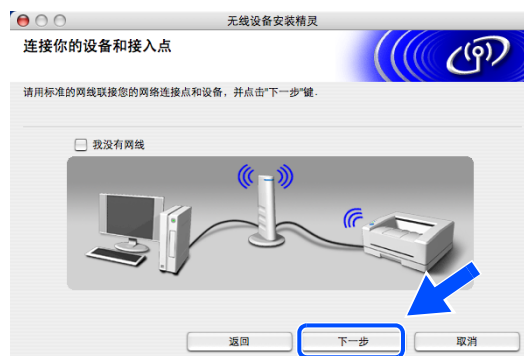 无线设备安装精灵
连接你的设备和接入点
请用标准的网线联接您的网络连接点和设备，并点击"下一步"键.
我没有网线
返回
下一步
取消